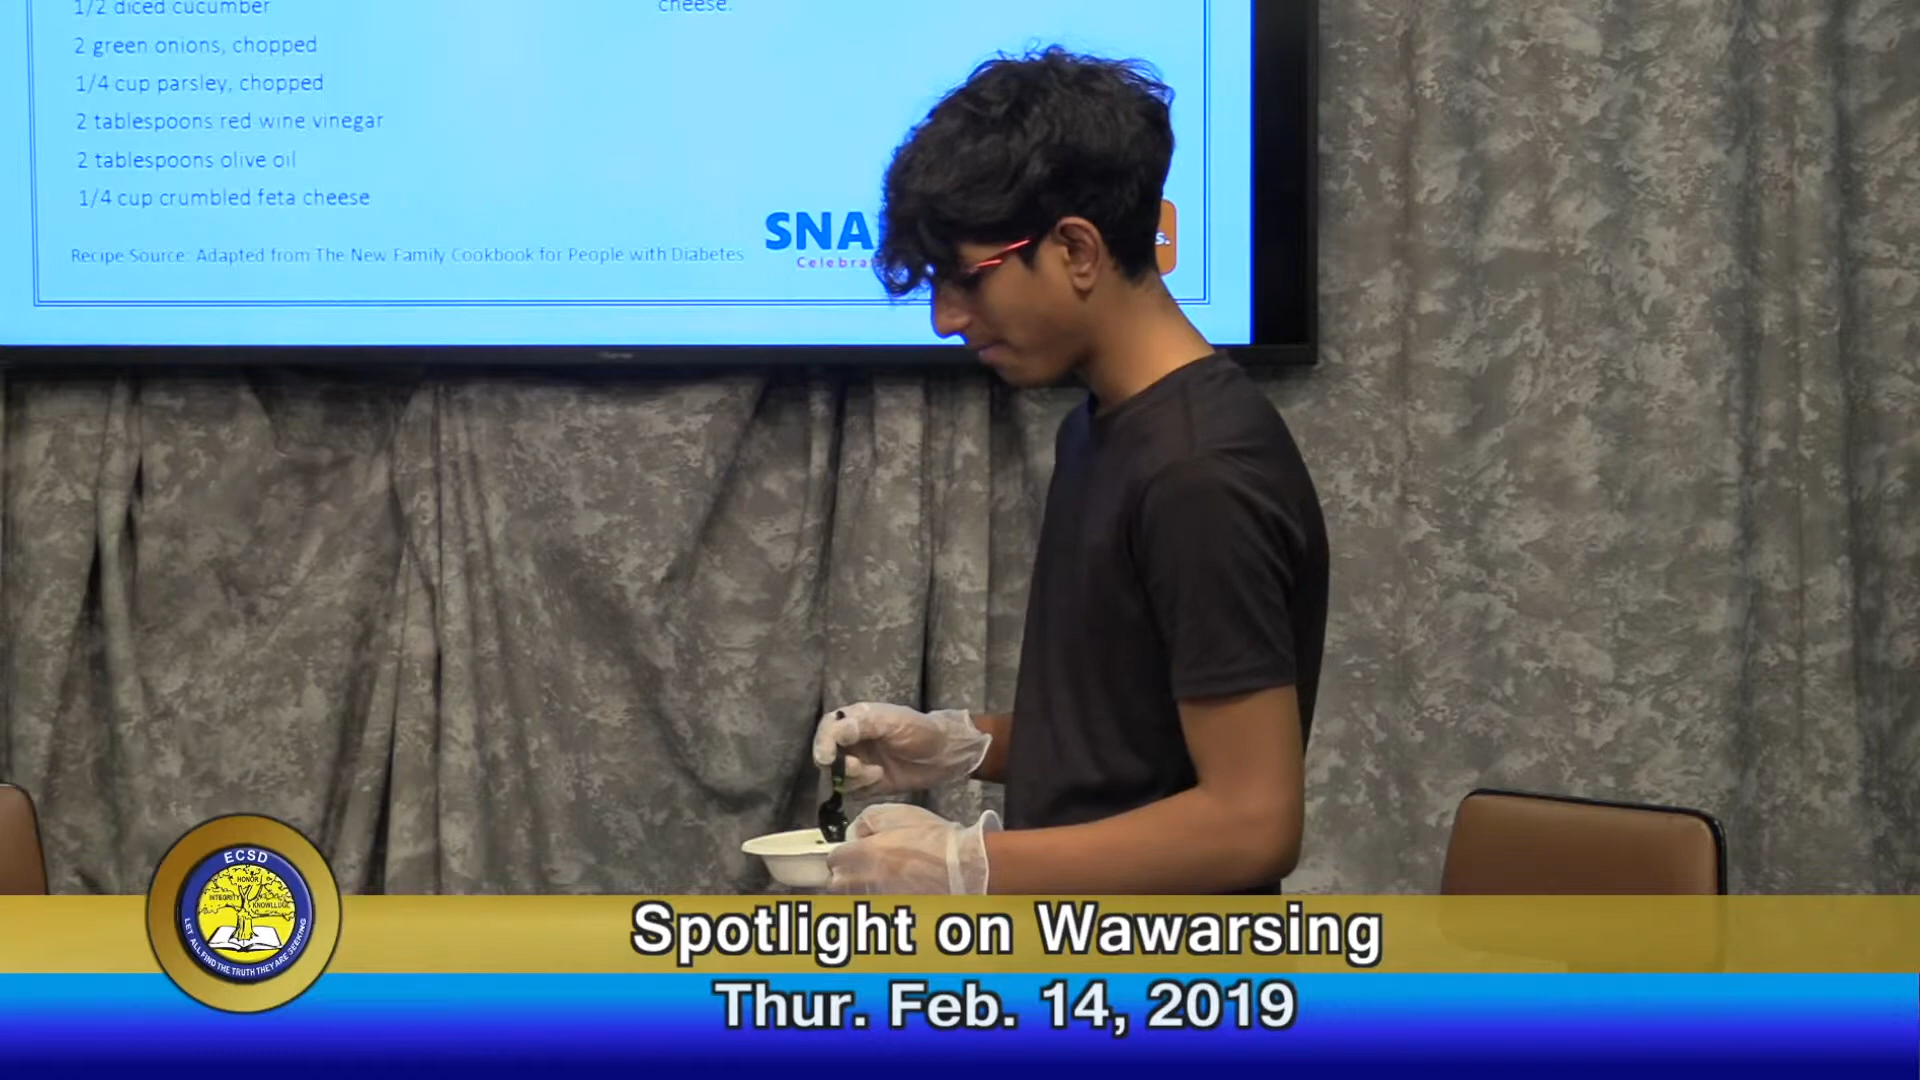 1/2 diced cucumber
cheese.
2 green onions, chopped
1/4 cup parsley, chopped
2 tablespoons red wine vinegar
2 tablespoons olive oil
1/4 cup crumbled feta cheese
Recipe Source: Adapted from The New Family Cookbook for People with Diabetes
SNA
Celebra
s.
ECSD
HONOR
INTEGRITY
KNOWLEDGE
LET ALL FIND THE TRUTH THEY ARE SEEKING
Spotlight on Wawarsing
Thur. Feb. 14, 2019